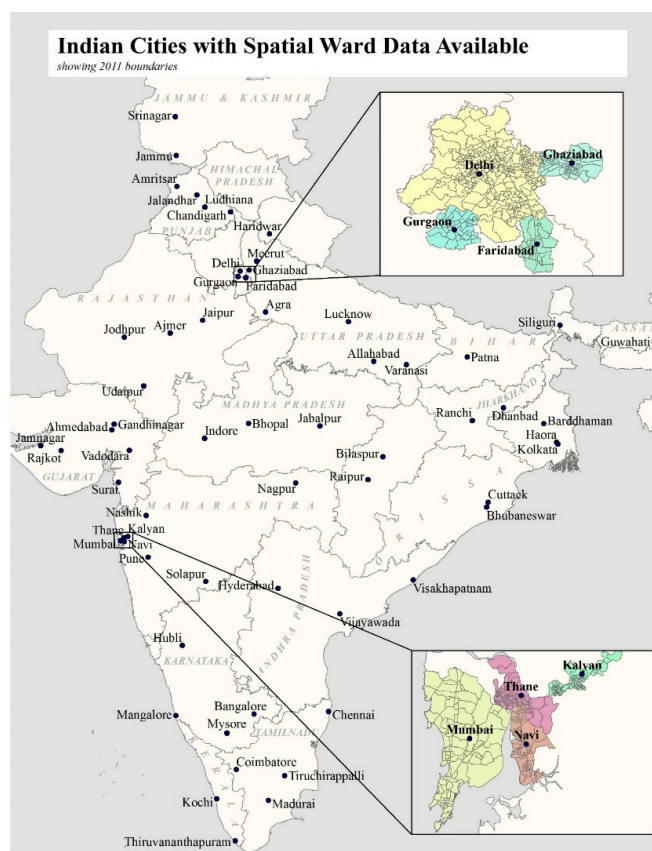 Indian Cities with Spatial Ward Data Available
showing 2011 boundaries
JAMMU & KASHMIR
Srinagar
Jammu
Amritsar
HIMACHAL
PRADESH
Jalandhar
Ludhiana
Chandigarh
PUNJAB
Haridwar
Meerut
Delhi
Ghaziabad
Gurgaon
Faridabad
Delhi
Ghaziabad
Gurgaon
Faridabad
RAJASTHAN
Agra
Jaipur
Ajmer
Jodhpur
Udaipur
Lucknow
UTTAR PRADESH
Allahabad
Varanasi
BIHAR
Patna
Siliguri
ASSA
Guwahati
JHARKHAND
Ranchi
Dhanbad
Barddhaman
Haora
Kolkata
MADHYA PRADESH
Ahmedabad
Gandhinagar
Jamnagar
Rajkot
Vadodara
GUJARAT
Surat
Indore
Bhopal
Jabalpur
Bilaspur
Raipur
Nagpur
MAHARASHTRA
ORISSA
Cuttack
Bhubaneswar
Nashik
Thane
Kalyan
Mumbai
Navi
Pune
Solapur
Hyderabad
ANDHRA PRADESH
Visakhapatnam
Vijayawada
Hubli
KARNATAKA
Mangalore
Bangalore
Mysore
Chennai
TAMILNADU
Coimbatore
Tiruchirappalli
Kochi
Madurai
Thiruvananthapuram
Kalyan
Thane
Mumbai
Navi